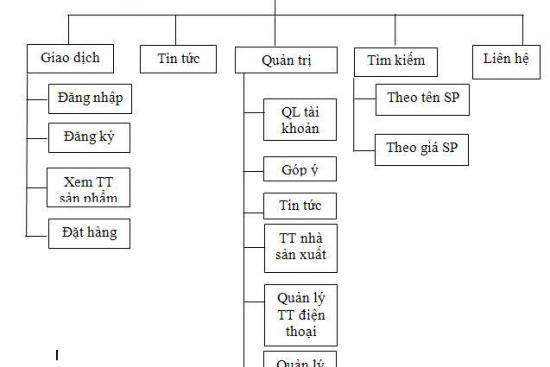 Giao dịch
Tin tức
Quản trị
Tìm kiếm
Liên hệ
Đăng nhập
Đăng ký
Xem TT
sản phẩm
Đặt hàng
QL tài
khoản
Góp ý
Tin tức
TT nhà
sản xuất
Quản lý
TT điện
thoại
Quản lý
Theo tên SP
Theo giá SP